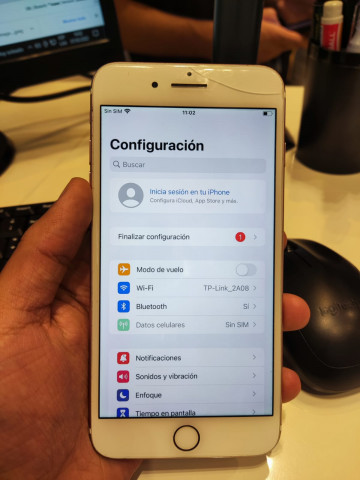 Sin SIM
11:02
Configuración
Buscar
Inicia sesión en tu iPhone
Configura iCloud, App Store y más.
Finalizar configuración
1
Modo de vuelo
Wi-Fi
TP-Link_2A08
Bluetooth
Sí
Datos celulares
Sin SIM
Notificaciones
Sonidos y vibración
Enfoque
Tiempo en pantalla